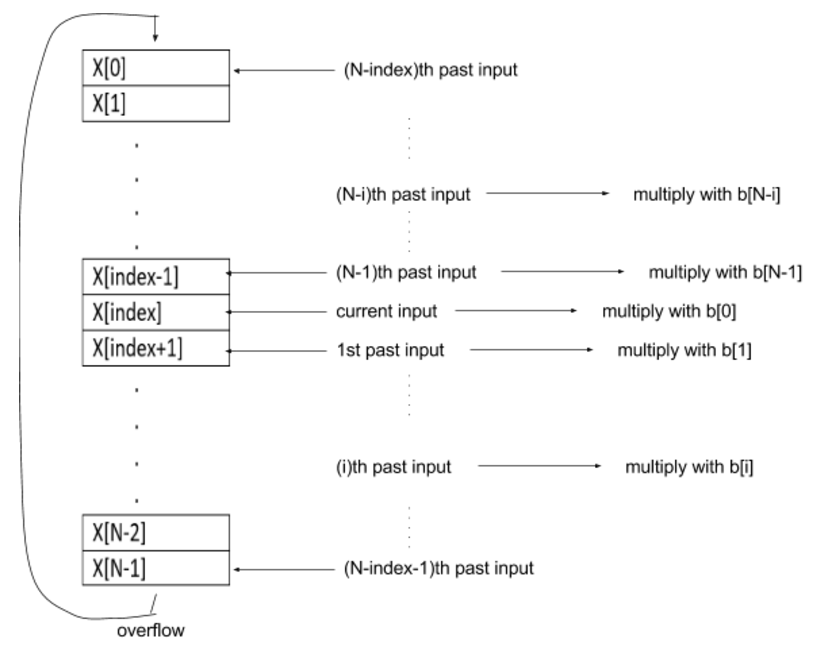 X[0]
(N-index)th past input
X[1]
(N-i)th past input
multiply with b[N-i]
X[index-1]
(N-1)th past input
multiply with b[N-1]
X[index]
current input
multiply with b[0]
X[index+1]
1st past input
multiply with b[1]
(i)th past input
multiply with b[i]
X[N-2]
X[N-1]
(N-index-1)th past input
overflow